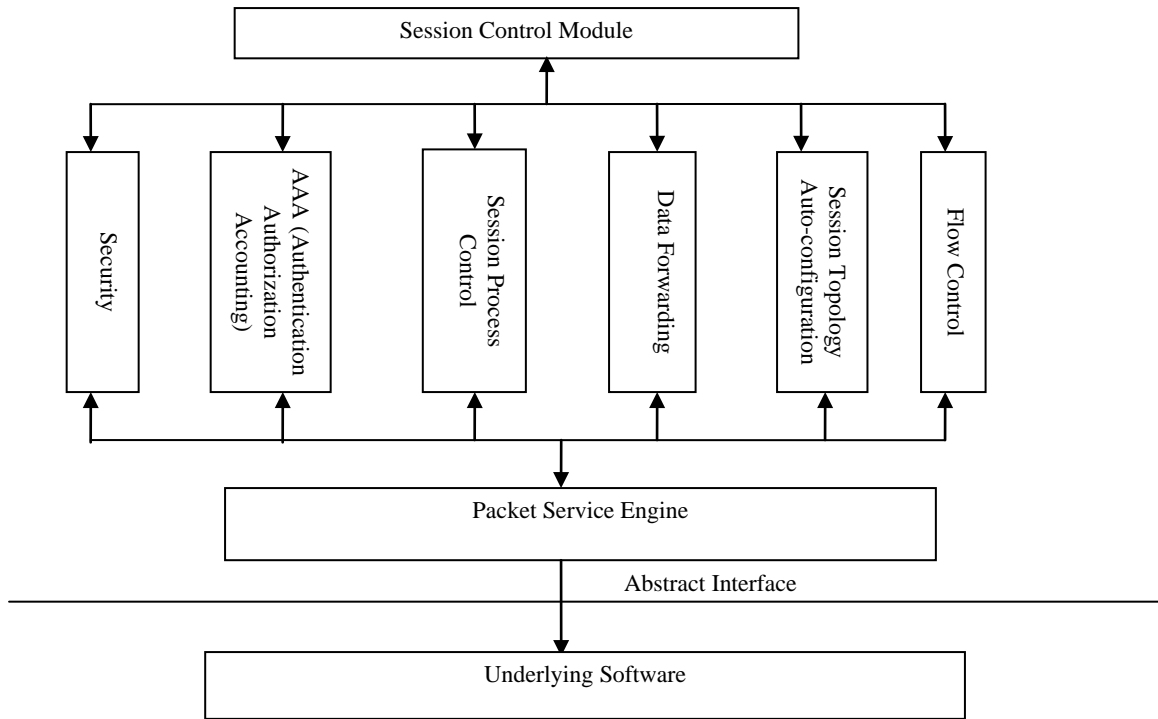 Session Control Module
Security
AAA (Authentication
Authorization
Accounting)
Session Process
Control
Data Forwarding
Session Topology
Auto-configuration
Flow Control
Packet Service Engine
Abstract Interface
Underlying Software